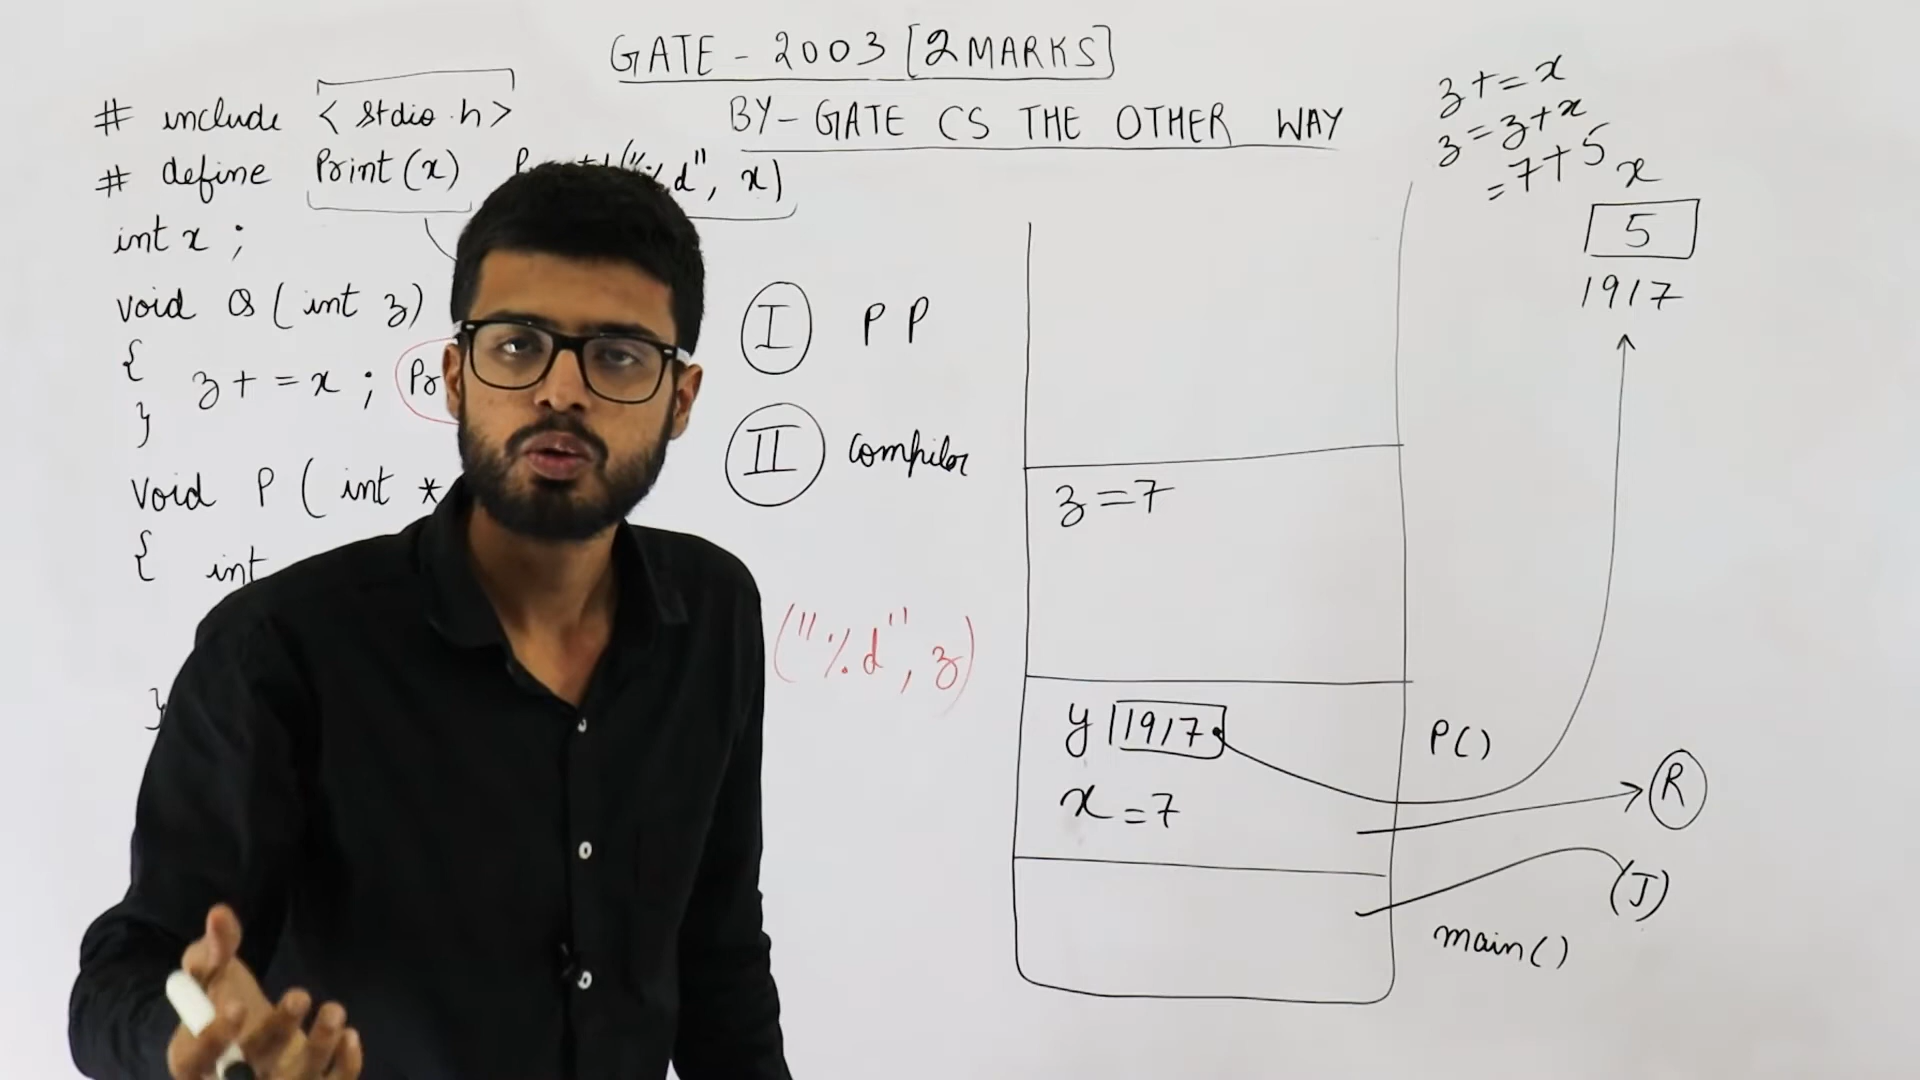 GATE - 2003 [2 MARKS]
BY - GATE CS THE OTHER WAY
# include <stdio.h>
# define Print(x) "%d", x)
int x ;
void Q ( int z)
{
z + = x ;
}
void P ( int *
{ int
}
I P P
II Compiler
("%d", z)
z + = x
z = z + x
= 7 + 5
x
5
1917
z = 7
y 1917
x = 7
P()
R
(J)
main()